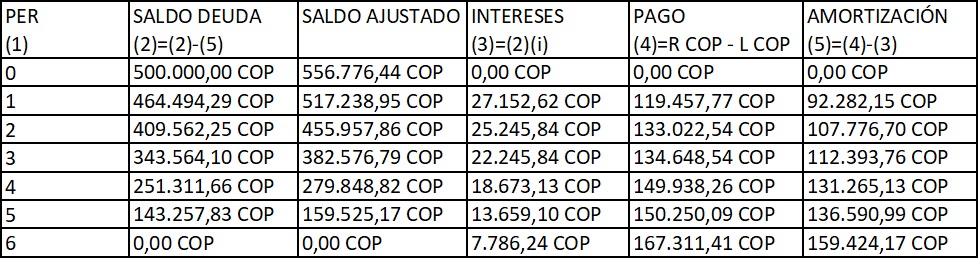 PER SALDO DEUDA SALDO AJUSTADO INTERESES PAGO AMORTIZACIÓN
(1) (2)=(2)-(5) (3)=(2)(i) (4)=R COP - L COP (5)=(4)-(3)
0 500.000,00 COP 556.776,44 COP 0,00 COP 0,00 COP 0,00 COP
1 464.494,29 COP 517.238,95 COP 27.152,62 COP 119.457,77 COP 92.282,15 COP
2 409.562,25 COP 455.957,86 COP 25.245,84 COP 133.022,54 COP 107.776,70 COP
3 343.564,10 COP 382.576,79 COP 22.245,84 COP 134.648,54 COP 112.393,76 COP
4 251.311,66 COP 279.848,82 COP 18.673,13 COP 149.938,26 COP 131.265,13 COP
5 143.257,83 COP 159.525,17 COP 13.659,10 COP 150.250,09 COP 136.590,99 COP
6 0,00 COP 0,00 COP 7.786,24 COP 167.311,41 COP 159.424,17 COP